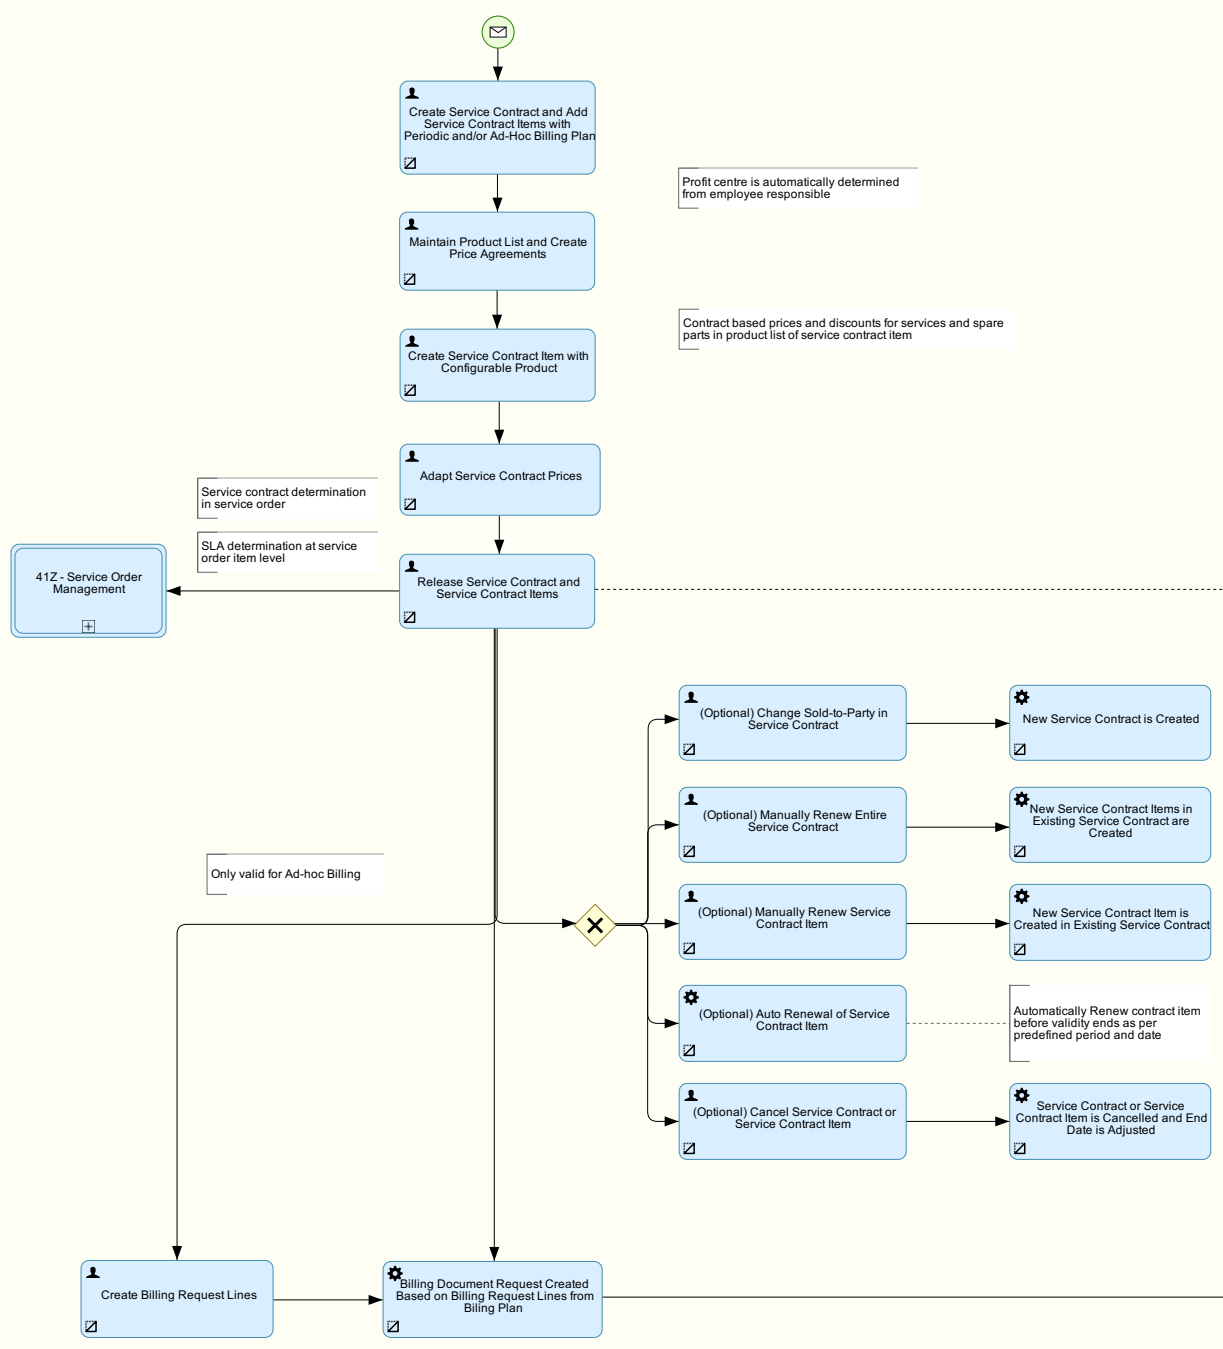 Create Service Contract and Add
Service Contract Items with
Periodic and/or Ad-Hoc Billing Plan
Profit centre is automatically determined
from employee responsible
Maintain Product List and Create
Price Agreements
Contract based prices and discounts for services and spare
parts in product list of service contract item
Create Service Contract Item with
Configurable Product
Adapt Service Contract Prices
Service contract determination
in service order
SLA determination at service
order item level
41Z - Service Order
Management
Release Service Contract and
Service Contract Items
(Optional) Change Sold-to-Party in
Service Contract
New Service Contract is Created
(Optional) Manually Renew Entire
Service Contract
New Service Contract Items in
Existing Service Contract are
Created
Only valid for Ad-hoc Billing
(Optional) Manually Renew Service
Contract Item
New Service Contract Item is
Created in Existing Service Contract
(Optional) Auto Renewal of Service
Contract Item
Automatically Renew contract item
before validity ends as per
predefined period and date
(Optional) Cancel Service Contract or
Service Contract Item
Service Contract or Service
Contract Item is Cancelled and End
Date is Adjusted
Create Billing Request Lines
Billing Document Request Created
Based on Billing Request Lines from
Biling Plan